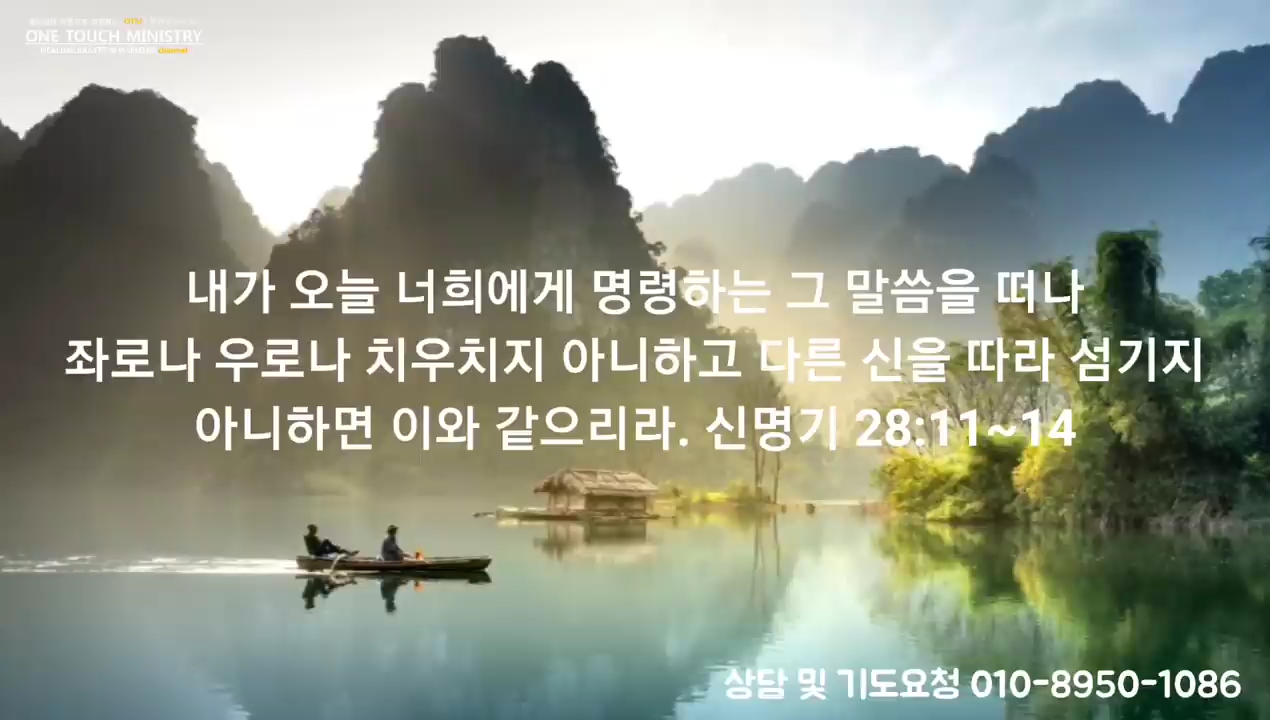 ONE TOUCH MINISTRY
channel
내가 오늘 너희에게 명령하는 그 말씀을 떠나
좌로나 우로나 치우치지 아니하고 다른 신을 따라 섬기지
아니하면 이와 같으리라. 신명기 28:11~14
상담 및 기도요청 010-8950-1086